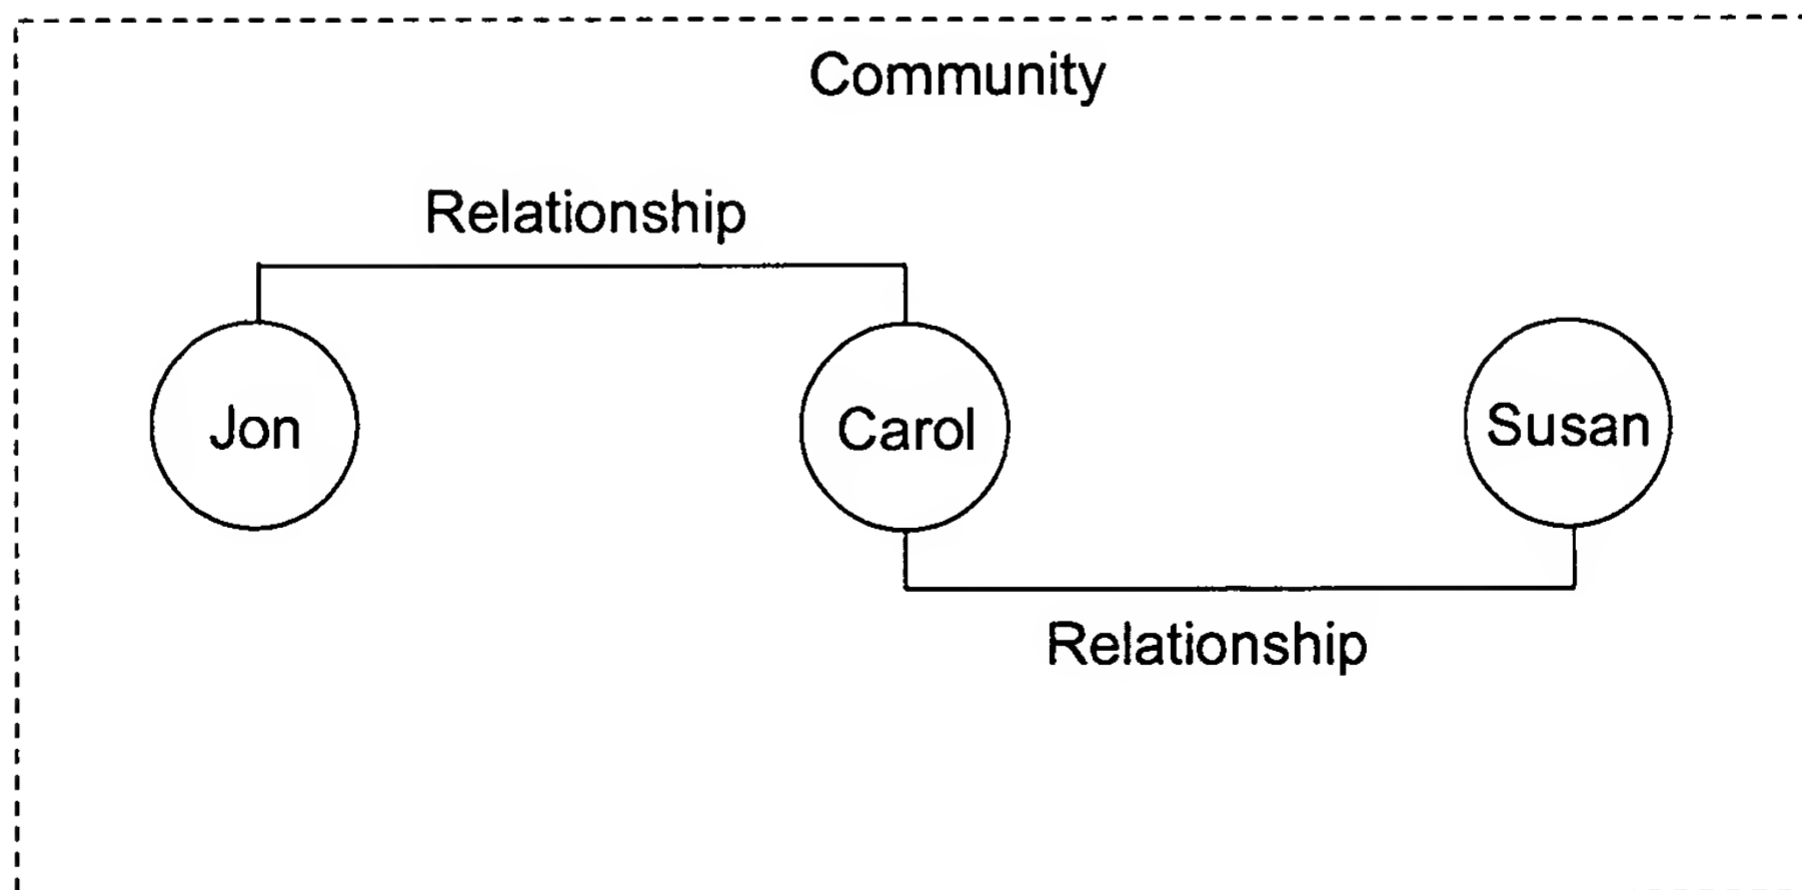 Community
Relationship
Jon
Carol
Susan
Relationship